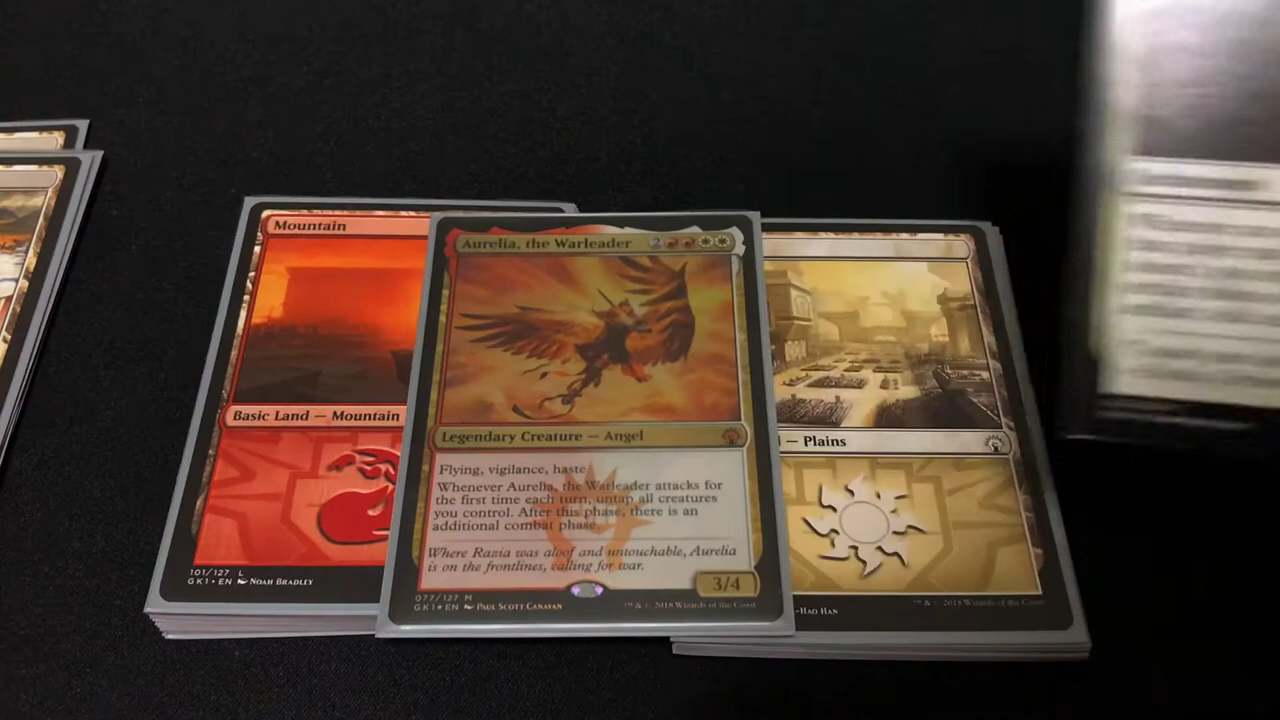 Mountain
Basic Land — Mountain
101/127 L
GK1 • EN NOAH BRADLEY
Aurelia, the Warleader 2
Legendary Creature — Angel
Flying, vigilance, haste
Whenever Aurelia, the Warleader attacks for
the first time each turn, untap all creatures
you control. After this phase, there is an
additional combat phase.
Where Razia was aloof and untouchable, Aurelia
is on the frontlines, calling for war.
3/4
077/127 M
GK1 ★ EN PAUL SCOTT CANAVAN
™ & © 2018 Wizards of the Coast
— Plains
-HAO HAN
™ & © 2018 Wizards of the Coast